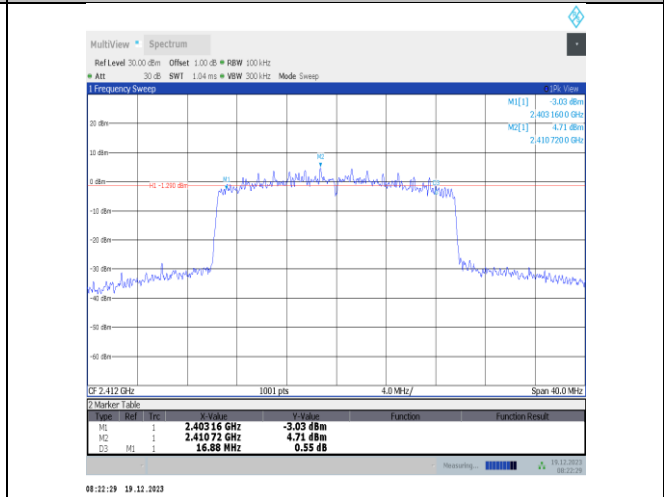 MultiView Spectrum
Ref Level 30.00 dBm Offset 1.00 dB RBW 100 kHz
Att 30 dB SWT 1.04 ms VBW 300 kHz Mode Sweep
1 Frequency Sweep 1Pk View
M1[1] -3.03 dBm
2.403 160 0 GHz
20 dBm
M2[1] 4.71 dBm
2.410 720 0 GHz
10 dBm
M2
0 dBm
M1
H1 -1.290 dBm
-10 dBm
-20 dBm
-30 dBm
-40 dBm
-50 dBm
-60 dBm
CF 2.412 GHz 1001 pts 4.0 MHz/ Span 40.0 MHz
2 Marker Table
Type Ref Trc X-Value Y-Value Function Function Result
M1 1 2.403 16 GHz -3.03 dBm
M2 1 2.410 72 GHz 4.71 dBm
D3 M1 1 16.88 MHz 0.55 dB
Measuring... 19.12.2023
08:22:29
08:22:29 19.12.2023